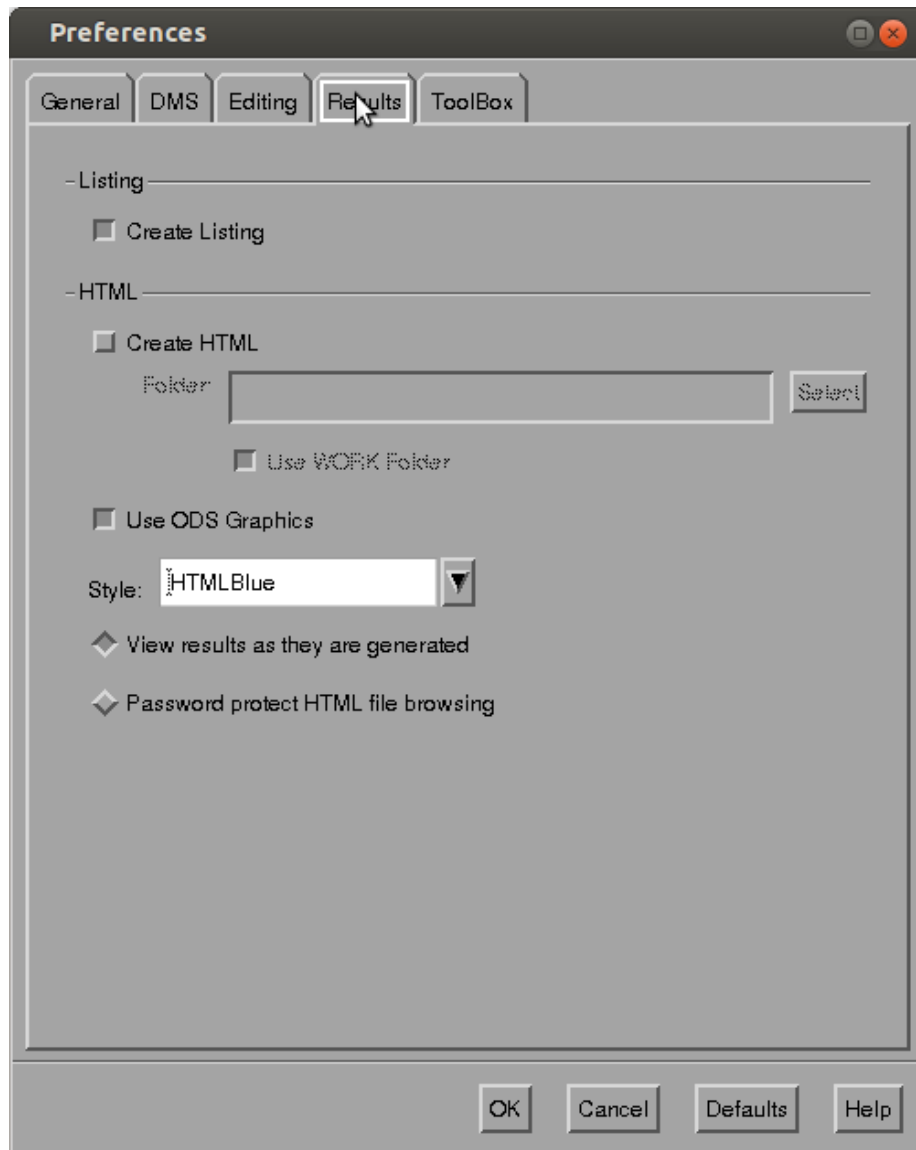 Preferences
General DMS Editing Results ToolBox
Listing
Create Listing
HTML
Create HTML
Folder Select
Use WORK Folder
Use ODS Graphics
Style: HTMLBlue
View results as they are generated
Password protect HTML file browsing
OK Cancel Defaults Help